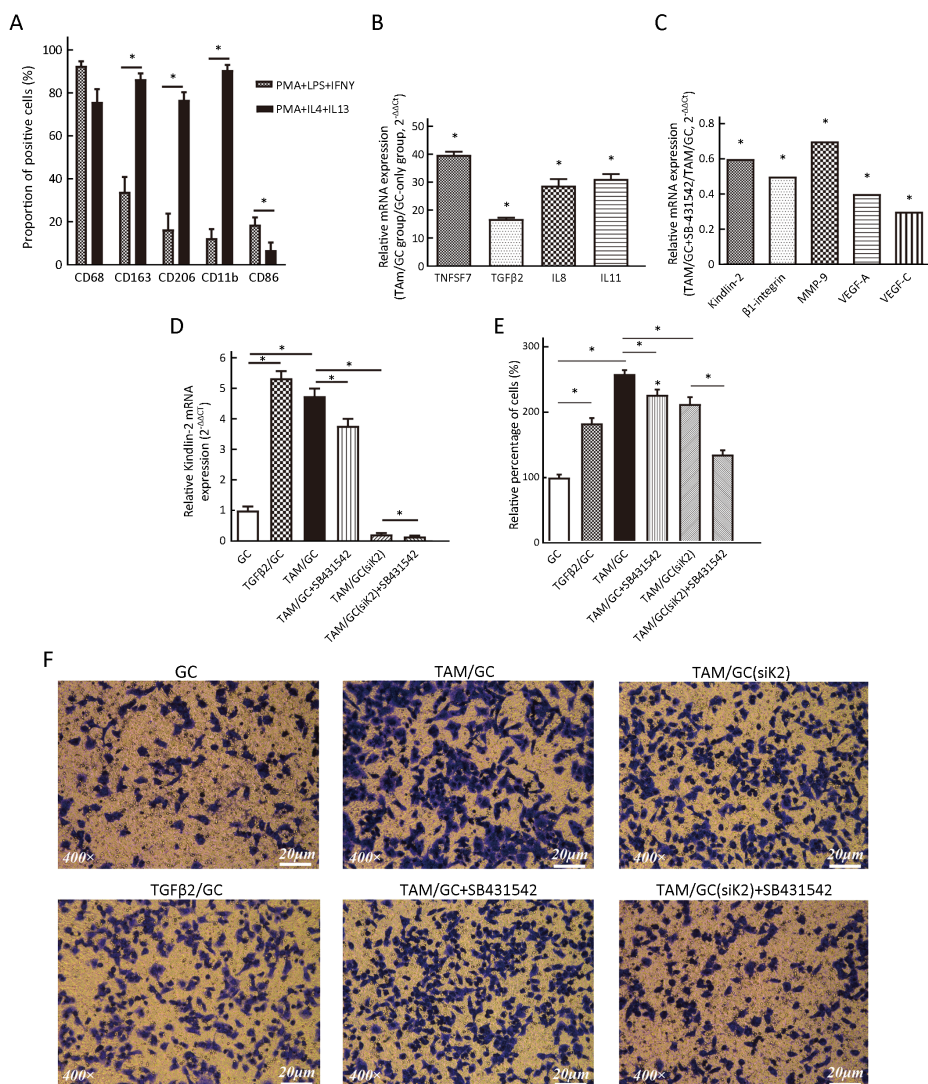 A
Proportion of positive cells (%)
100
80
60
40
20
0
CD68 CD163 CD206 CD11b CD86
* * * *
PMA+LPS+IFNY
PMA+IL4+IL13
B
Relative mRNA expression
(TAm/GC group/GC-only group, 2-ΔΔCt)
50
40
30
20
10
0
* * * *
TNFSF7 TGFβ2 IL8 IL11
C
Relative mRNA expression
(TAM/GC+SB-431542/TAM/GC, 2-ΔΔCt)
0.8
0.6
0.4
0.2
0
* * * * *
Kindlin-2
β1-integrin
MMP-9
VEGF-A
VEGF-C
D
Relative Kindlin-2 mRNA
expression (2-ΔΔCT)
6
5
4
3
2
1
0
* * * * *
GC
TGFβ2/GC
TAM/GC
TAM/GC+SB431542
TAM/GC(siK2)
TAM/GC(siK2)+SB431542
E
Relative percentage of cells (%)
300
200
100
0
* * * * * *
GC
TGFβ2/GC
TAM/GC
TAM/GC+SB431542
TAM/GC(siK2)
TAM/GC(siK2)+SB431542
F
GC TAM/GC TAM/GC(siK2)
400× 20μm 400× 20μm 400× 20μm
TGFβ2/GC TAM/GC+SB431542 TAM/GC(siK2)+SB431542
400× 20μm 400× 20μm 400× 20μm